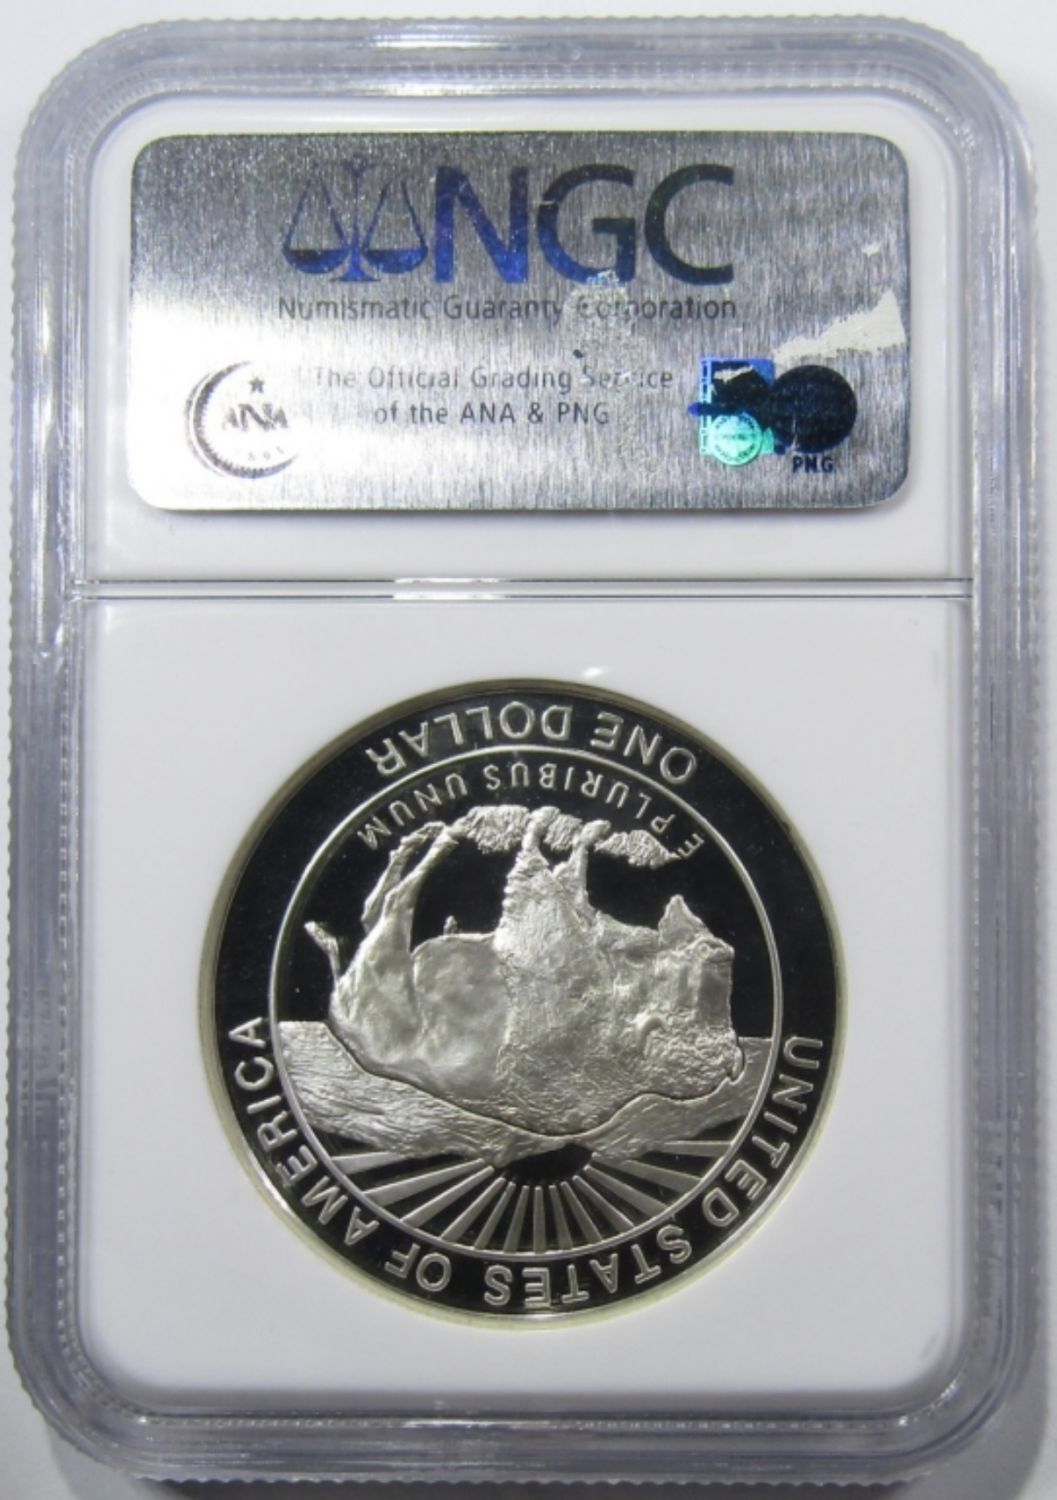 NGC
Numismatic Guaranty Corporation
The Official Grading Service
of the ANA & PNG
ANA
PNG
ONE DOLLAR
E PLURIBUS UNUM
UNITED STATES OF AMERICA